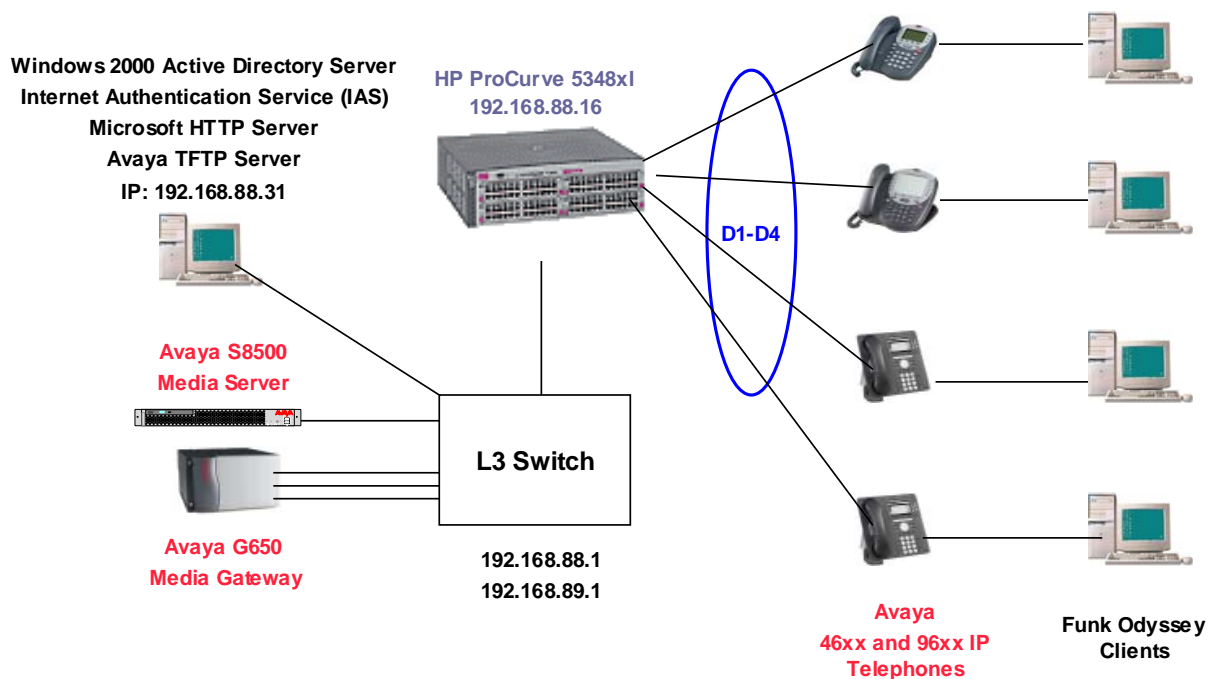 Windows 2000 Active Directory Server
Internet Authentication Service (IAS)
Microsoft HTTP Server
Avaya TFTP Server
IP: 192.168.88.31
HP ProCurve 5348xl
192.168.88.16
D1-D4
Avaya S8500
Media Server
L3 Switch
Avaya G650
Media Gateway
192.168.88.1
192.168.89.1
Avaya
46xx and 96xx IP
Telephones
Funk Odyssey
Clients